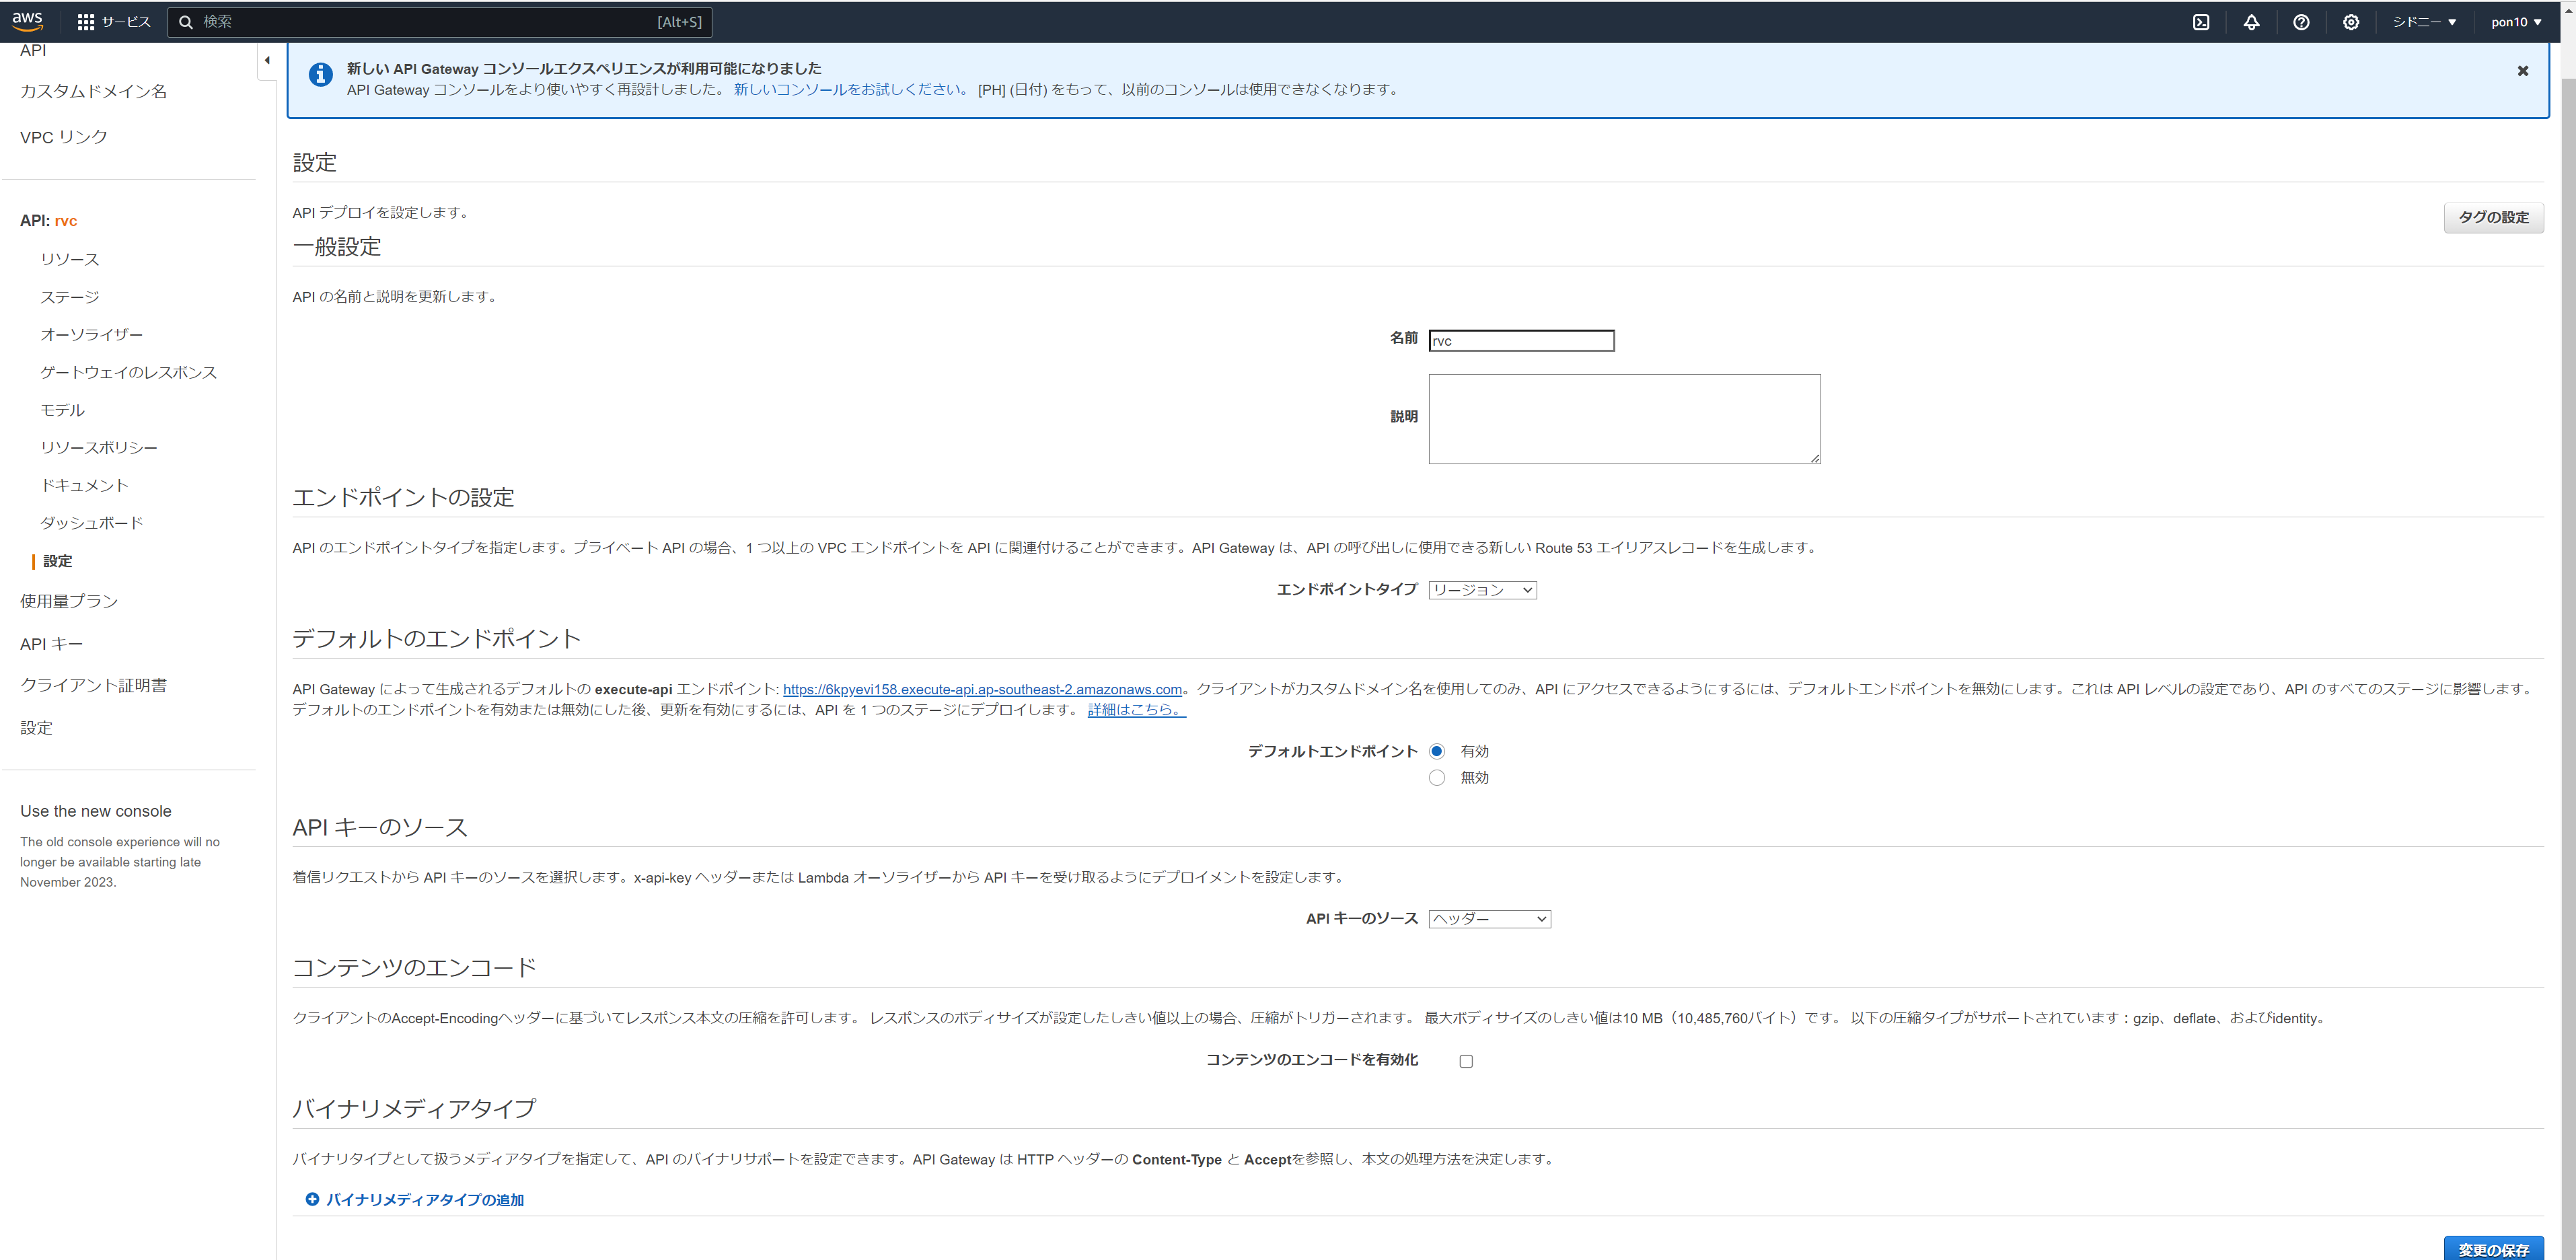 aws サービス 検索 [Alt+S] シドニー ▼ pon10 ▼
API
カスタムドメイン名
VPC リンク
API: rvc
リソース
ステージ
オーソライザー
ゲートウェイのレスポンス
モデル
リソースポリシー
ドキュメント
ダッシュボード
設定
使用量プラン
API キー
クライアント証明書
設定
Use the new console
The old console experience will no
longer be available starting late
November 2023.
新しい API Gateway コンソールエクスペリエンスが利用可能になりました
API Gateway コンソールをより使いやすく再設計しました。 新しいコンソールをお試しください。 [PH] (日付) をもって、以前のコンソールは使用できなくなります。
設定
API デプロイを設定します。
タグの設定
一般設定
API の名前と説明を更新します。
名前 rvc
説明
エンドポイントの設定
API のエンドポイントタイプを指定します。プライベート API の場合、1 つ以上の VPC エンドポイントを API に関連付けることができます。API Gateway は、API の呼び出しに使用できる新しい Route 53 エイリアスレコードを生成します。
エンドポイントタイプ リージョン
デフォルトのエンドポイント
API Gateway によって生成されるデフォルトの execute-api エンドポイント: https://6kpyevi158.execute-api.ap-southeast-2.amazonaws.com。クライアントがカスタムドメイン名を使用してのみ、API にアクセスできるようにするには、デフォルトエンドポイントを無効にします。これは API レベルの設定であり、API のすべてのステージに影響します。
デフォルトのエンドポイントを有効または無効にした後、更新を有効にするには、API を 1 つのステージにデプロイします。 詳細はこちら。
デフォルトエンドポイント 有効
無効
API キーのソース
着信リクエストから API キーのソースを選択します。x-api-key ヘッダーまたは Lambda オーソライザーから API キーを受け取るようにデプロイメントを設定します。
API キーのソース ヘッダー
コンテンツのエンコード
クライアントのAccept-Encodingヘッダーに基づいてレスポンス本文の圧縮を許可します。 レスポンスのボディサイズが設定したしきい値以上の場合、圧縮がトリガーされます。 最大ボディサイズのしきい値は10 MB（10,485,760バイト）です。 以下の圧縮タイプがサポートされています：gzip、deflate、およびidentity。
コンテンツのエンコードを有効化
バイナリメディアタイプ
バイナリタイプとして扱うメディアタイプを指定して、API のバイナリサポートを設定できます。API Gateway は HTTP ヘッダーの Content-Type と Acceptを参照し、本文の処理方法を決定します。
バイナリメディアタイプの追加
変更の保存